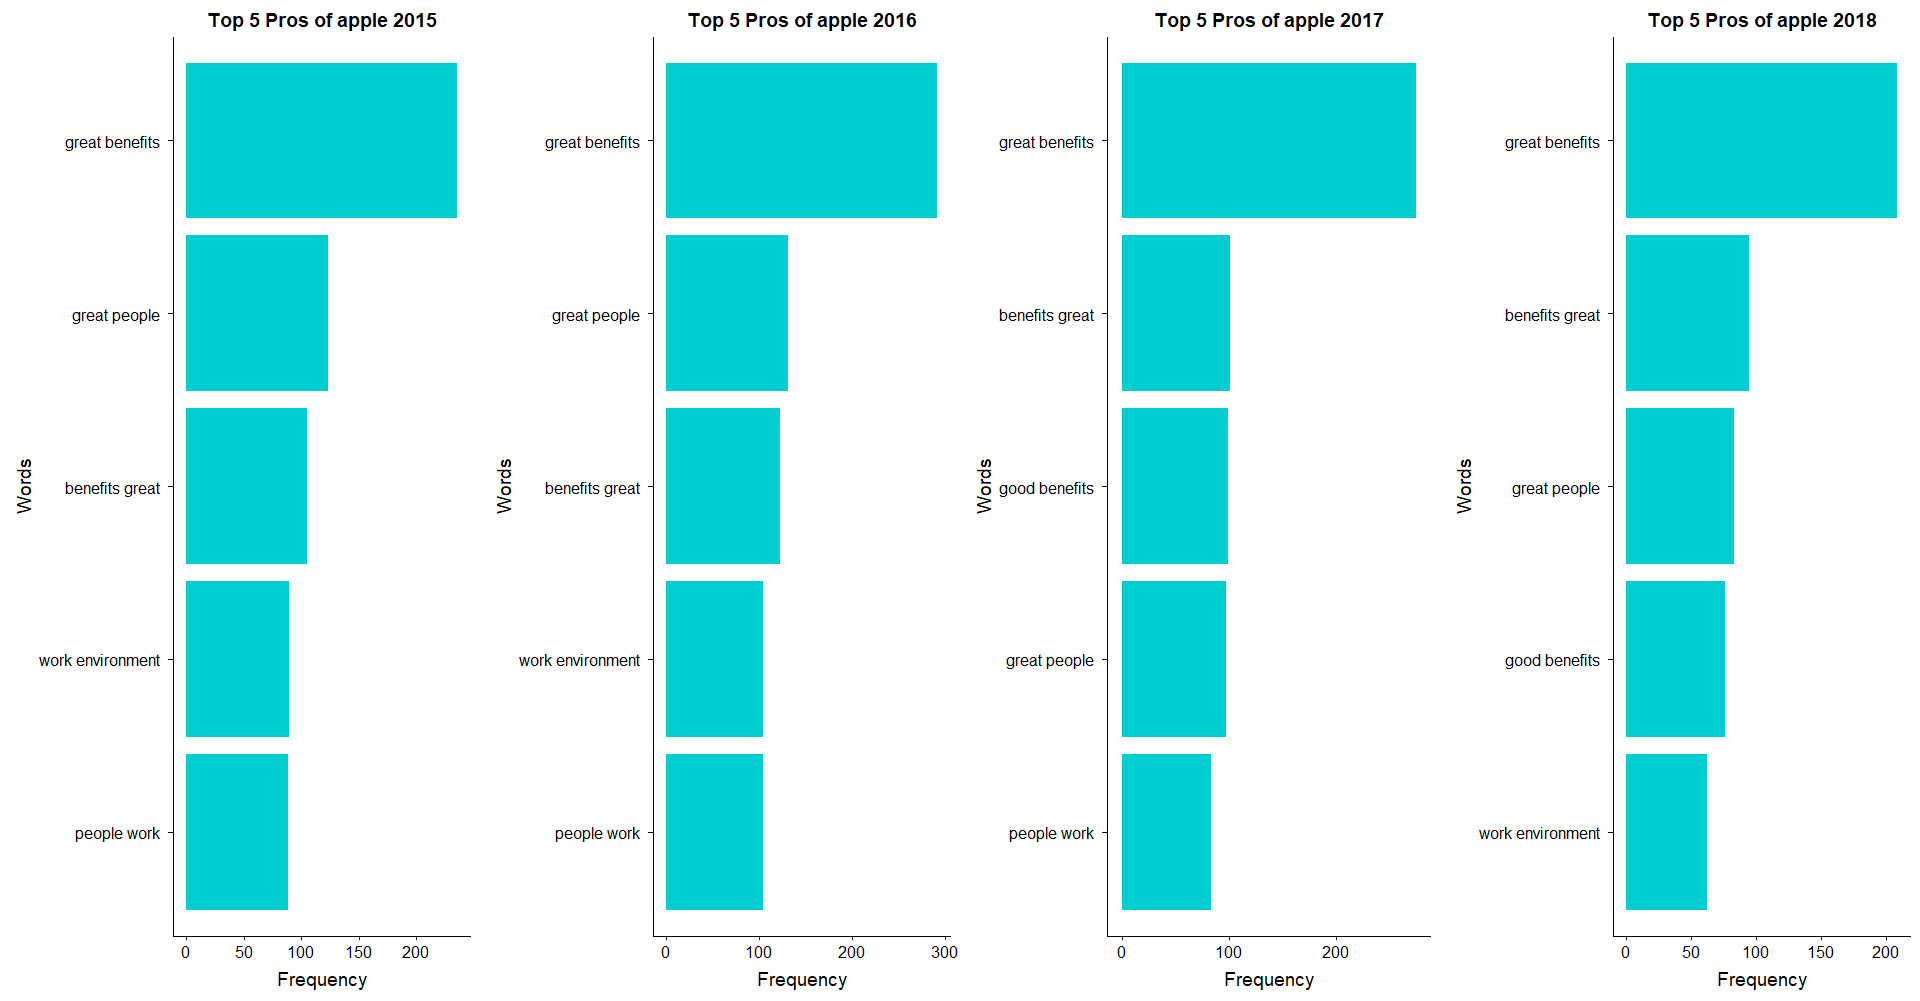 Top 5 Pros of apple 2015
great benefits
great people
benefits great
work environment
people work
Words
0 50 100 150 200
Frequency
Top 5 Pros of apple 2016
great benefits
great people
benefits great
work environment
people work
Words
0 100 200 300
Frequency
Top 5 Pros of apple 2017
great benefits
benefits great
good benefits
great people
people work
Words
0 100 200
Frequency
Top 5 Pros of apple 2018
great benefits
benefits great
great people
good benefits
work environment
Words
0 50 100 150 200
Frequency